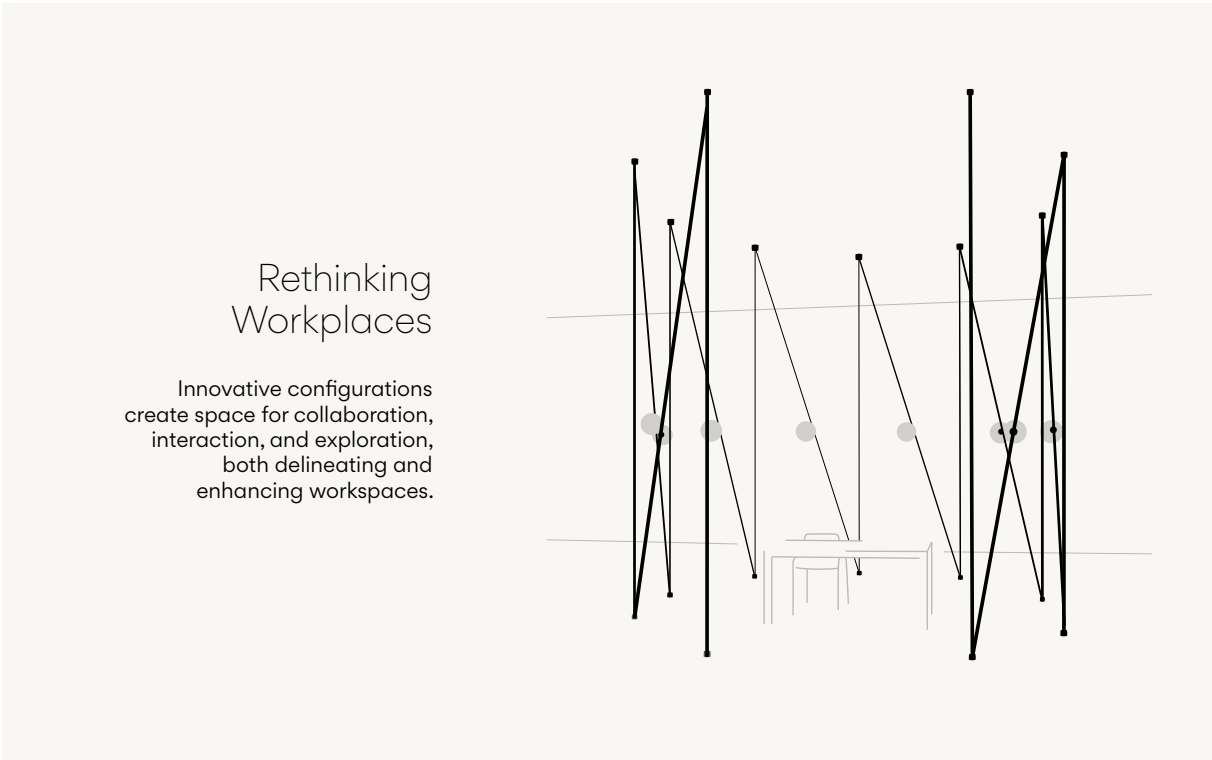 Rethinking
Workplaces
Innovative configurations
create space for collaboration,
interaction, and exploration,
both delineating and
enhancing workspaces.